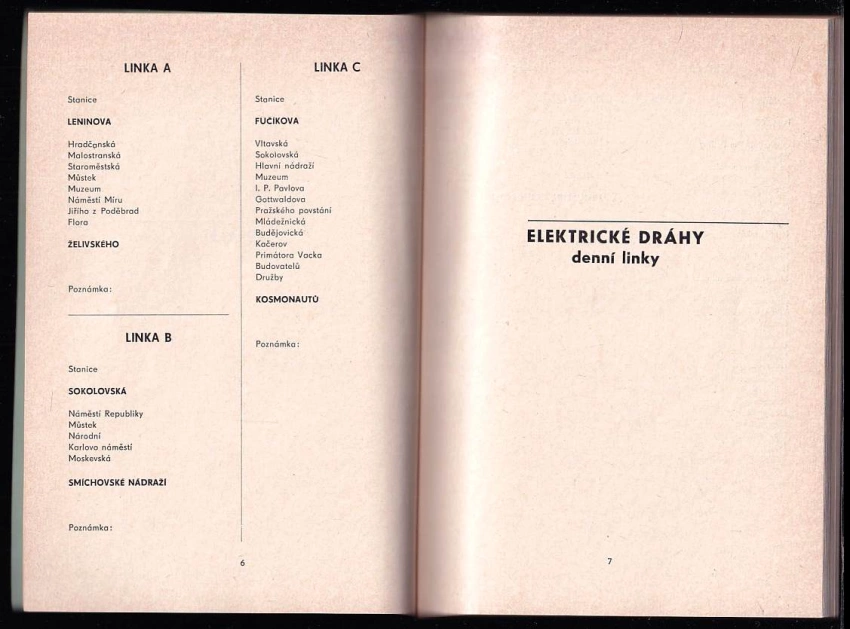 LINKA A
Stanice
LENINOVA
Hradčanská
Malostranská
Staroměstská
Můstek
Muzeum
Náměstí Míru
Jiřího z Poděbrad
Flora
ŽELIVSKÉHO
Poznámka:
LINKA B
Stanice
SOKOLOVSKÁ
Náměstí Republiky
Můstek
Národní
Karlovo náměstí
Moskevská
SMÍCHOVSKÉ NÁDRAŽÍ
Poznámka:
LINKA C
Stanice
FUČÍKOVA
Vltavská
Sokolovská
Hlavní nádraží
Muzeum
I. P. Pavlova
Gottwaldova
Pražského povstání
Mládežnická
Budějovická
Kačerov
Primátora Vacka
Budovatelů
Družby
KOSMONAUTŮ
Poznámka:
6
ELEKTRICKÉ DRÁHY
denní linky
7